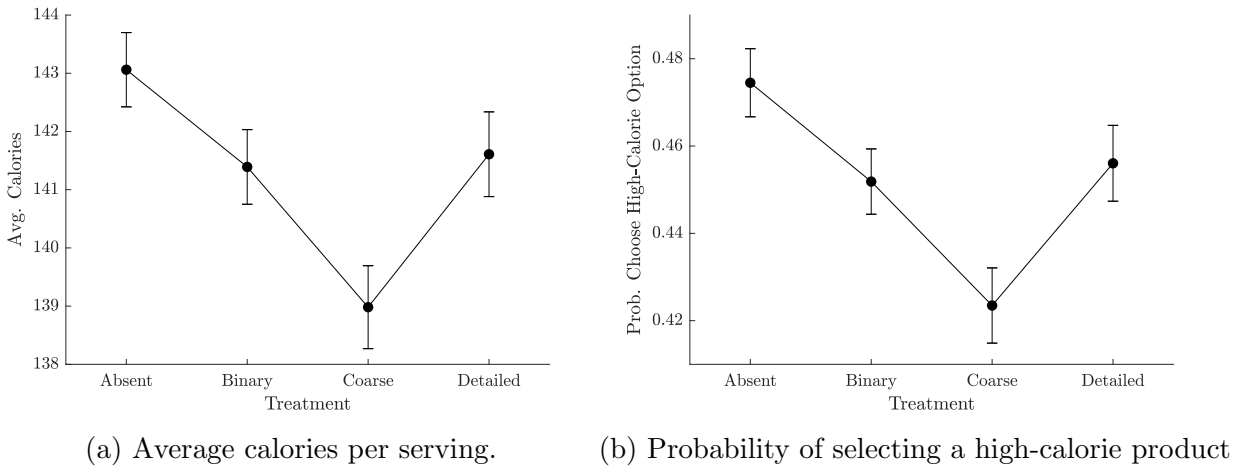 144
143
142
141
140
139
138
Avg. Calories
Absent
Binary
Coarse
Detailed
Treatment
(a) Average calories per serving.
0.48
0.46
0.44
0.42
Prob. Choose High-Calorie Option
Absent
Binary
Coarse
Detailed
Treatment
(b) Probability of selecting a high-calorie product